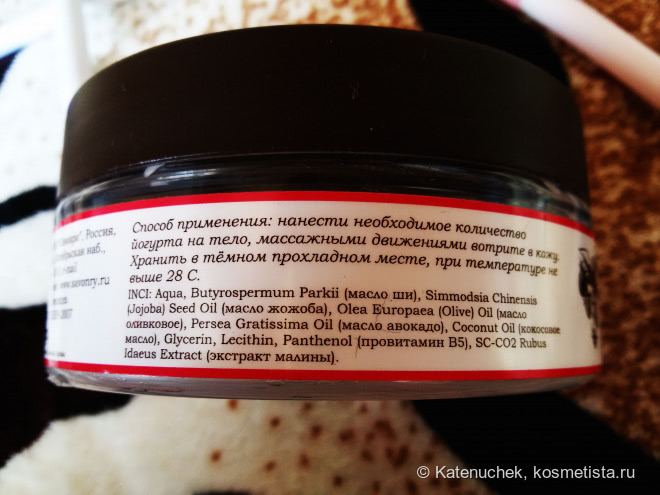 Способ применения: нанести необходимое количество
йогурта на тело, массажными движениями вотрите в кожу.
Хранить в тёмном прохладном месте, при температуре не
выше 28 С.
INCI: Aqua, Butyrospermum Parkii (масло ши), Simmodsia Chinensis
(Jojoba) Seed Oil (масло жожоба), Olea Europaea (Olive) Oil (масло
оливковое), Persea Gratissima Oil (масло авокадо), Coconut Oil (кокосовое
масло), Glycerin, Lecithin, Panthenol (провитамин B5), SC-CO2 Rubus
Idaeus Extract (экстракт малины).
Россия,
наб.,
savonry.ru
2007
© Katenuchek, kosmetista.ru